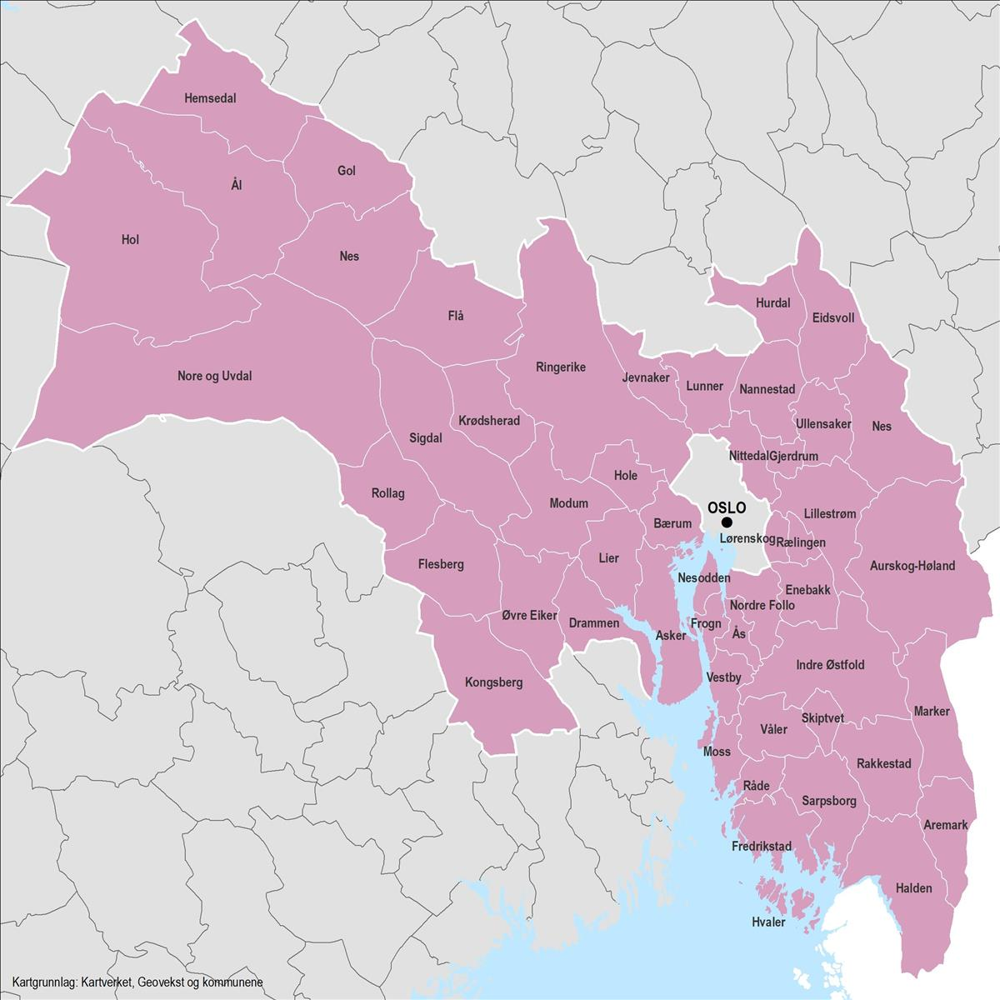 Hemsedal
Gol
Ål
Hol
Nes
Hurdal
Flå
Eidsvoll
Ringerike
Nore og Uvdal
Jevnaker
Lunner
Nannestad
Krødsherad
Ullensaker
Nes
Sigdal
Nittedal
Gjerdrum
Hole
Rollag
Modum
OSLO
Lillestrøm
Bærum
Lørenskog
Rælingen
Lier
Flesberg
Aurskog-Høland
Nesodden
Enebakk
Nordre Follo
Øvre Eiker
Drammen
Frogn
Ås
Asker
Indre Østfold
Vestby
Kongsberg
Marker
Skiptvet
Våler
Moss
Rakkestad
Råde
Sarpsborg
Aremark
Fredrikstad
Halden
Hvaler
Kartgrunnlag: Kartverket, Geovekst og kommunene